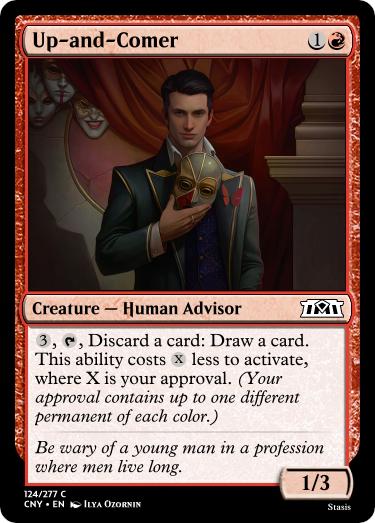 Up-and-Comer 1
Creature — Human Advisor
3, , Discard a card: Draw a card.
This ability costs X less to activate,
where X is your approval. (Your
approval contains up to one different
permanent of each color.)
Be wary of a young man in a profession
where men live long.
1/3
124/277 C
CNY • EN Ilya Ozornin
Stasis